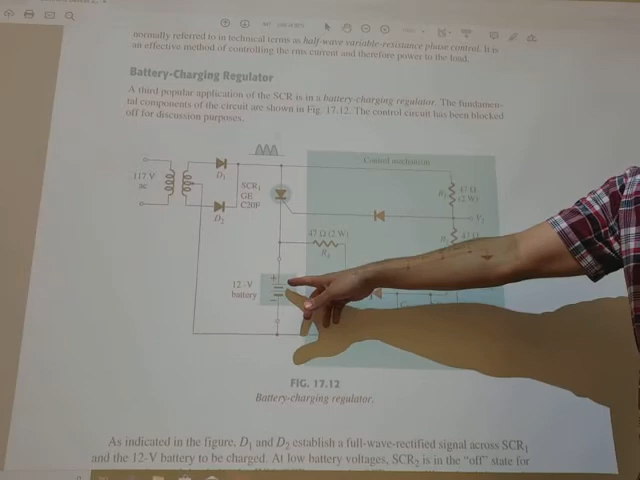 normally referred to in technical terms as half-wave variable-resistance phase control. It is
an effective method of controlling the rms current and therefore power to the load.
Battery-Charging Regulator
A third popular application of the SCR is in a battery-charging regulator. The fundamen-
tal components of the circuit are shown in Fig. 17.12. The control circuit has been blocked
off for discussion purposes.
Control mechanism
117 V
ac
D1
SCR1
GE
C20F
D2
47 Ω
(2 W)
V1
47 Ω (2 W)
R3
12-V
battery
FIG. 17.12
Battery-charging regulator.
As indicated in the figure, D1 and D2 establish a full-wave-rectified signal across SCR1
and the 12-V battery to be charged. At low battery voltages, SCR2 is in the “off” state for